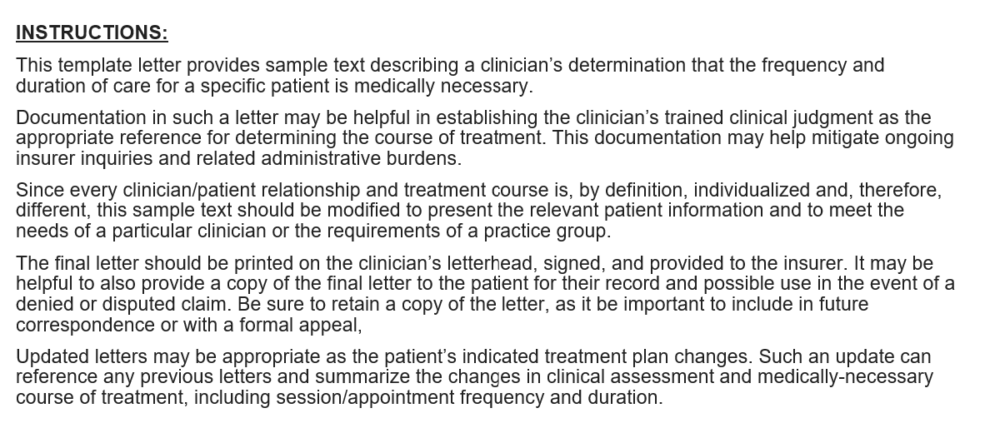 INSTRUCTIONS:
This template letter provides sample text describing a clinician’s determination that the frequency and
duration of care for a specific patient is medically necessary.
Documentation in such a letter may be helpful in establishing the clinician’s trained clinical judgment as the
appropriate reference for determining the course of treatment. This documentation may help mitigate ongoing
insurer inquiries and related administrative burdens.
Since every clinician/patient relationship and treatment course is, by definition, individualized and, therefore,
different, this sample text should be modified to present the relevant patient information and to meet the
needs of a particular clinician or the requirements of a practice group.
The final letter should be printed on the clinician’s letterhead, signed, and provided to the insurer. It may be
helpful to also provide a copy of the final letter to the patient for their record and possible use in the event of a
denied or disputed claim. Be sure to retain a copy of the letter, as it be important to include in future
correspondence or with a formal appeal,
Updated letters may be appropriate as the patient’s indicated treatment plan changes. Such an update can
reference any previous letters and summarize the changes in clinical assessment and medically-necessary
course of treatment, including session/appointment frequency and duration.